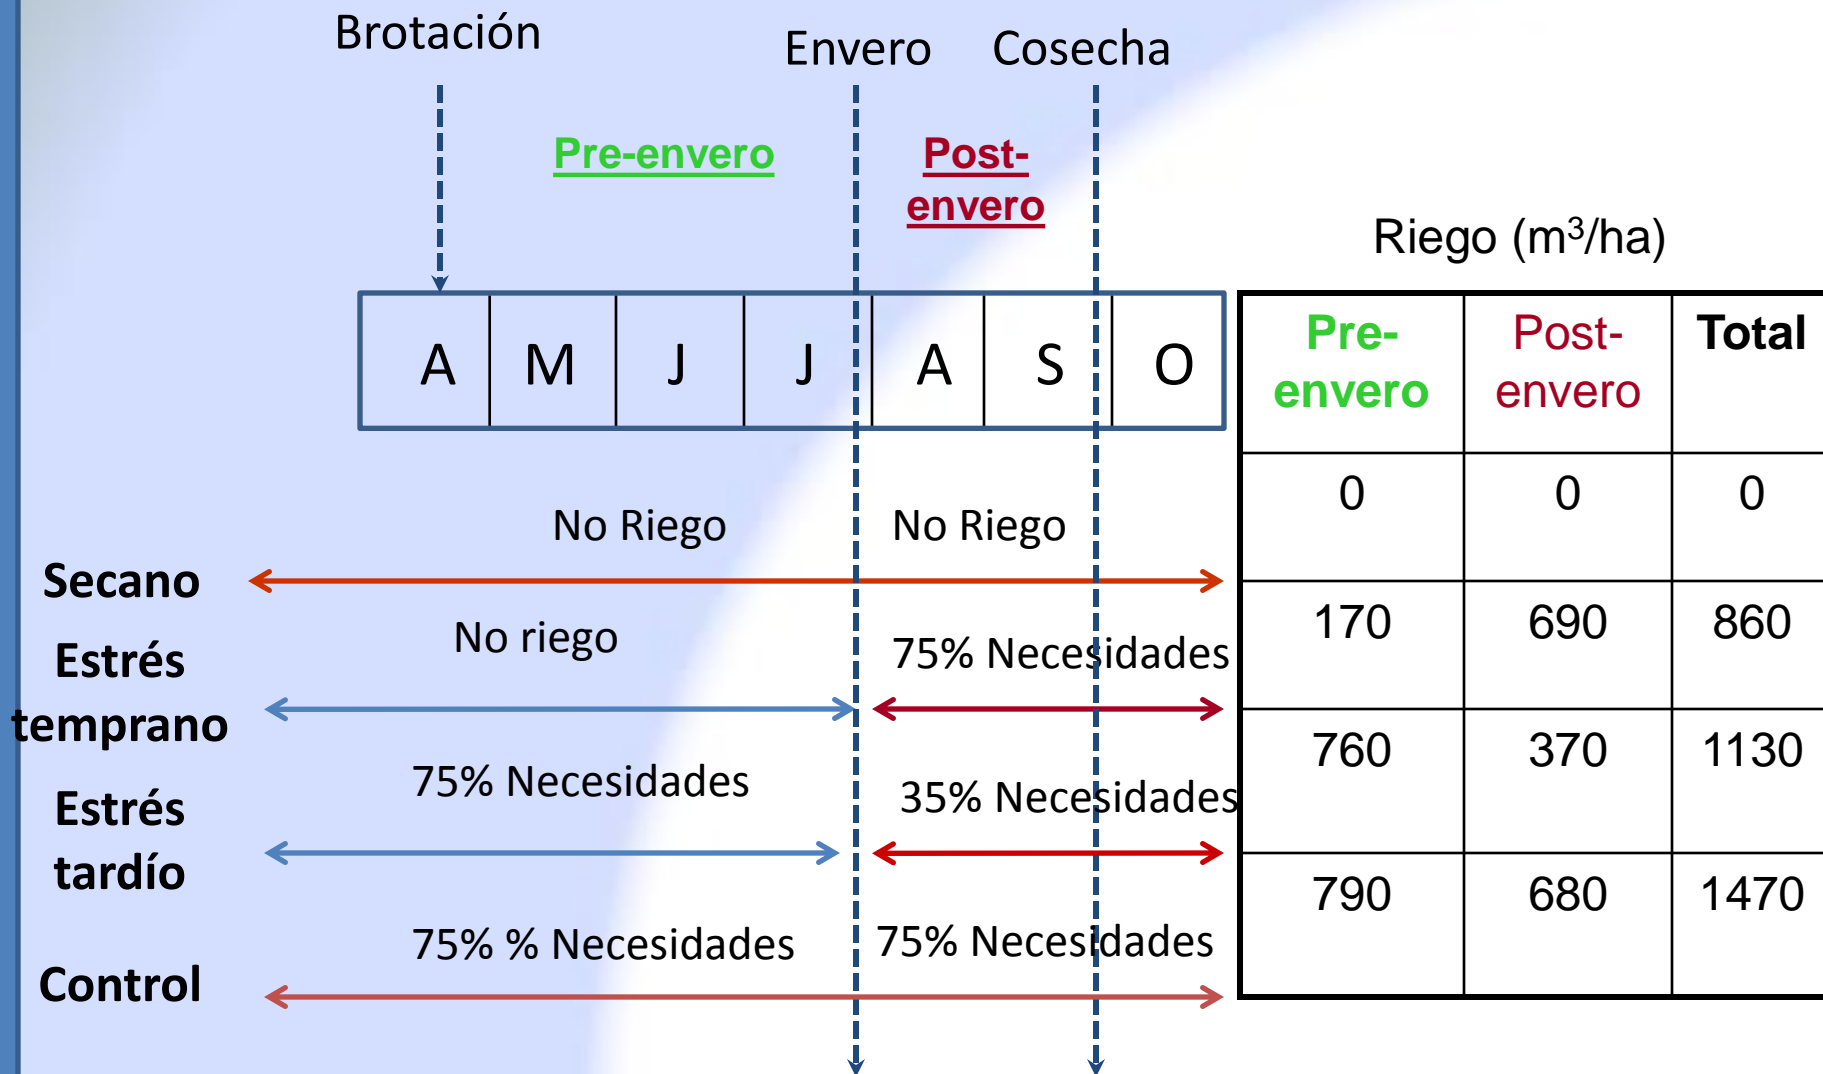 Brotación
Envero
Cosecha
Pre-envero
Post-
envero
Riego (m³/ha)
A M J J A S O
Pre-
envero
Post-
envero
Total
No Riego
No Riego
0 0 0
Secano
No riego
75% Necesidades
170 690 860
Estrés
temprano
75% Necesidades
35% Necesidades
760 370 1130
Estrés
tardío
75% % Necesidades
75% Necesidades
790 680 1470
Control